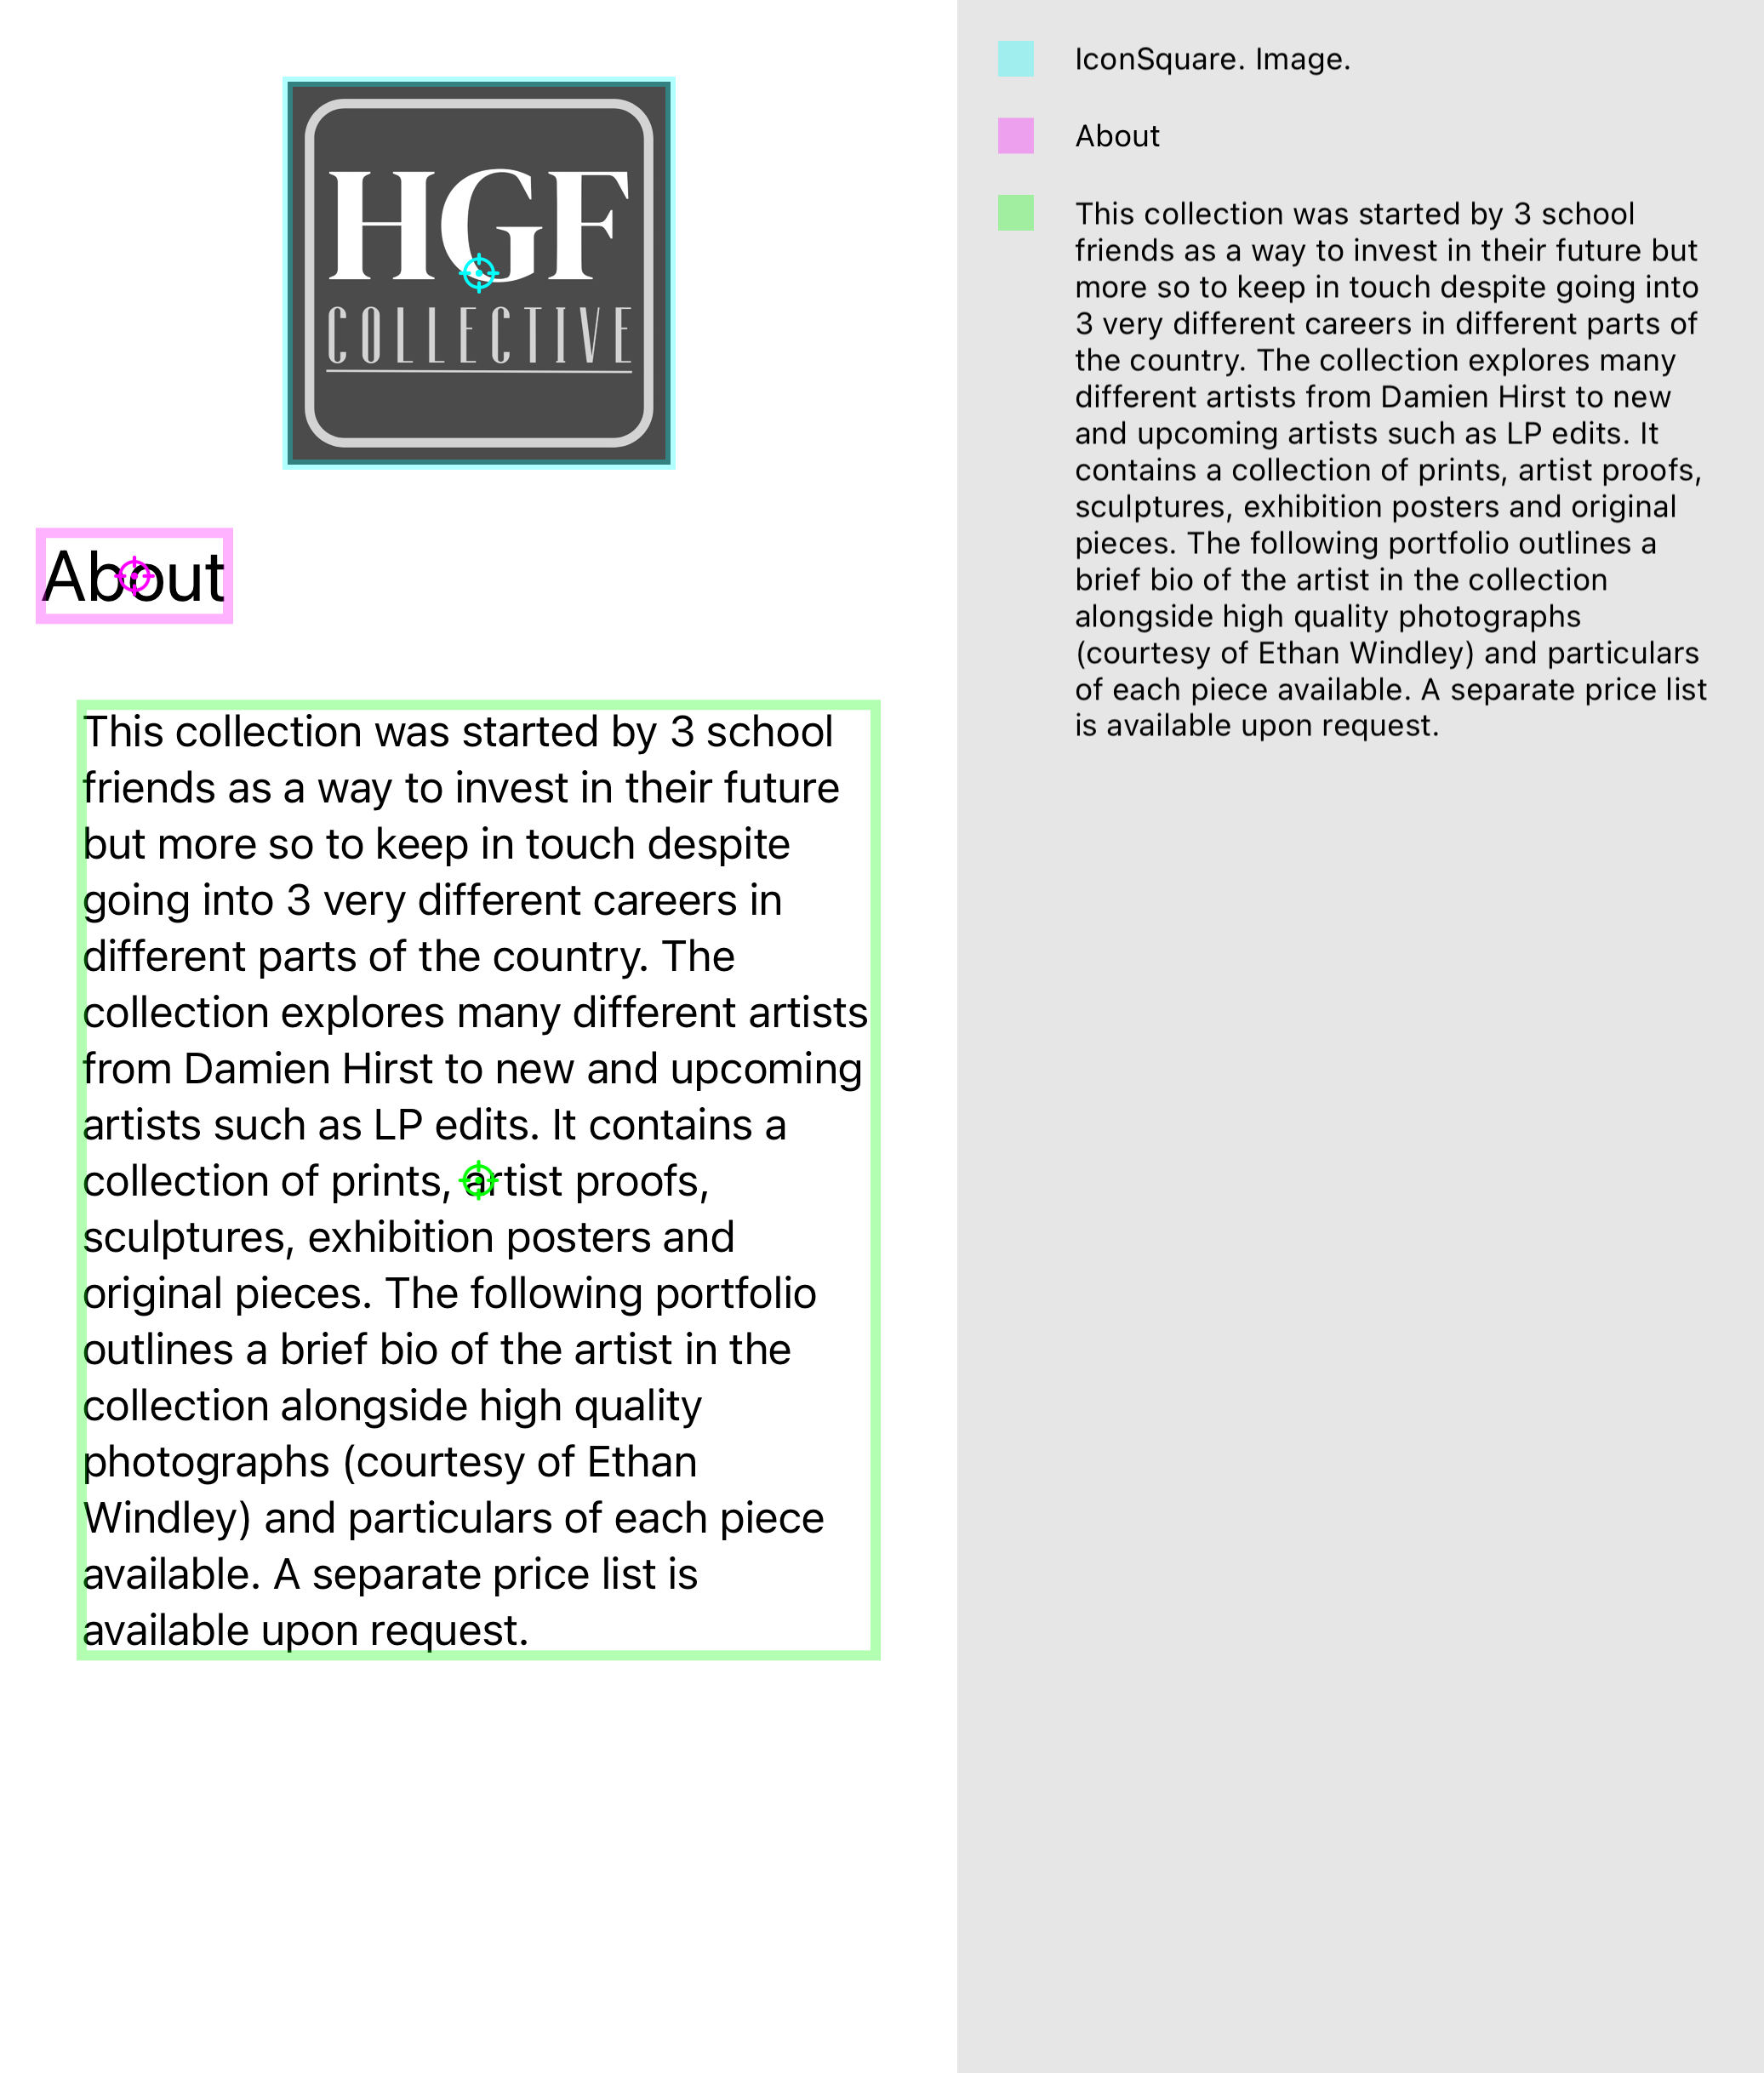 HGF
COLLECTIVE
About
This collection was started by 3 school
friends as a way to invest in their future
but more so to keep in touch despite
going into 3 very different careers in
different parts of the country. The
collection explores many different artists
from Damien Hirst to new and upcoming
artists such as LP edits. It contains a
collection of prints, artist proofs,
sculptures, exhibition posters and
original pieces. The following portfolio
outlines a brief bio of the artist in the
collection alongside high quality
photographs (courtesy of Ethan
Windley) and particulars of each piece
available. A separate price list is
available upon request.
IconSquare. Image.
About
This collection was started by 3 school
friends as a way to invest in their future but
more so to keep in touch despite going into
3 very different careers in different parts of
the country. The collection explores many
different artists from Damien Hirst to new
and upcoming artists such as LP edits. It
contains a collection of prints, artist proofs,
sculptures, exhibition posters and original
pieces. The following portfolio outlines a
brief bio of the artist in the collection
alongside high quality photographs
(courtesy of Ethan Windley) and particulars
of each piece available. A separate price list
is available upon request.